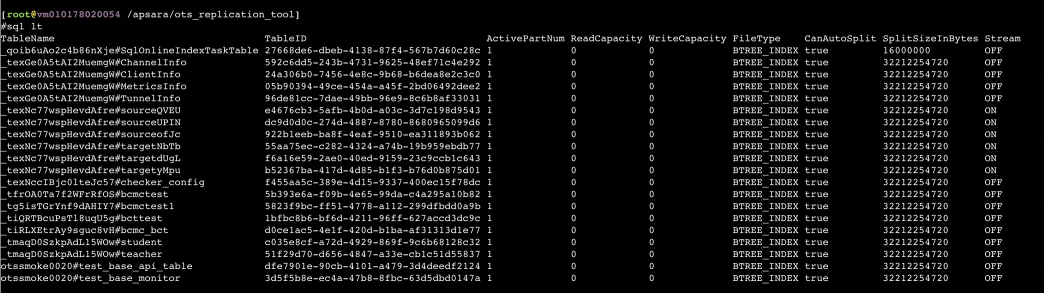 [root@vm010178020054 /apsara/ots_replication_tool]
#sql lt
TableName TableID ActivePartNum ReadCapacity WriteCapacity FileType CanAutoSplit SplitSizeInBytes Stream
_qoib6uAo2c4b86nXje#SqlOnlineIndexTaskTable 27668de6-dbeb-4138-87f4-567b7d60c28c 1 0 0 BTREE_INDEX true 16000000 OFF
_texGe0A5tAI2MuemgW#ChannelInfo 592c6dd5-243b-4731-9625-48ef71c4e292 1 0 0 BTREE_INDEX true 32212254720 OFF
_texGe0A5tAI2MuemgW#ClientInfo 24a306b0-7456-4e8c-9b68-b6dea8e2c3c0 1 0 0 BTREE_INDEX true 32212254720 OFF
_texGe0A5tAI2MuemgW#MetricsInfo 05b90394-49ce-454a-a45f-2bd06492dee2 1 0 0 BTREE_INDEX true 32212254720 OFF
_texGe0A5tAI2MuemgW#TunnelInfo 96de81cc-7dae-49bb-96e9-8c6b8af33031 1 0 0 BTREE_INDEX true 32212254720 OFF
_texNc77wspHevdAfre#sourceQVEU e4676cb3-5afb-4b0d-a03c-3d7c198d9543 1 0 0 BTREE_INDEX true 32212254720 ON
_texNc77wspHevdAfre#sourceUPIN dc9d0d0c-274d-4887-8780-8680965099d6 1 0 0 BTREE_INDEX true 32212254720 ON
_texNc77wspHevdAfre#sourceofJc 922b1eeb-ba8f-4eaf-9510-ea311893b062 1 0 0 BTREE_INDEX true 32212254720 ON
_texNc77wspHevdAfre#targetNbTb 55aa75ec-c282-4324-a74b-19b959ebdb77 1 0 0 BTREE_INDEX true 32212254720 ON
_texNc77wspHevdAfre#targetdUgL f6a16e59-2ae0-40ed-9159-23c9ccb1c643 1 0 0 BTREE_INDEX true 32212254720 ON
_texNc77wspHevdAfre#targetyMpu b52367ba-417d-4d85-b1f3-b76d0b875d01 1 0 0 BTREE_INDEX true 32212254720 ON
_texNccIBjc0lteJc57#checker_config f455aa5c-389e-4d15-9337-400ec15f78dc 1 0 0 BTREE_INDEX true 32212254720 OFF
_tfrOA0Ta7f2WFrRfOS#bcmctest 5b393e6a-f09b-4e65-99da-c4a295a10b82 1 0 0 BTREE_INDEX true 32212254720 OFF
_tg5isTGrYnf9dAHIY7#bcmctest1 5823f9bc-ff51-4778-a112-299dfbdd0a9b 1 0 0 BTREE_INDEX true 32212254720 OFF
_tiQRTBcuPsTl8uqU5g#bcttest 1bfbc8b6-bf6d-4211-96ff-627accd3dc9c 1 0 0 BTREE_INDEX true 32212254720 OFF
_tiRLXEtrAy9sguc8vH#bcmc_bct d0ce1ac5-4e1f-420d-b1ba-af31313d1e77 1 0 0 BTREE_INDEX true 32212254720 OFF
_tmaqD0SzkpAdL15WOw#student c035e8cf-a72d-4929-869f-9c6b68128c32 1 0 0 BTREE_INDEX true 32212254720 OFF
_tmaqD0SzkpAdL15WOw#teacher 51f29d70-d656-4847-a33e-cb1c51d55837 1 0 0 BTREE_INDEX true 32212254720 OFF
otssmoke0020#test_base_api_table dfe7901e-90cb-4101-a479-3d4deedf2124 1 0 0 BTREE_INDEX true 32212254720 OFF
otssmoke0020#test_base_monitor 3d5f5b8e-ec4a-47b8-8fbc-63d5dbd0147a 1 0 0 BTREE_INDEX true 32212254720 OFF